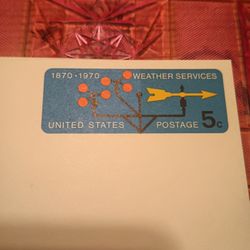 1870•1970 WEATHER SERVICES
UNITED STATES POSTAGE 5c